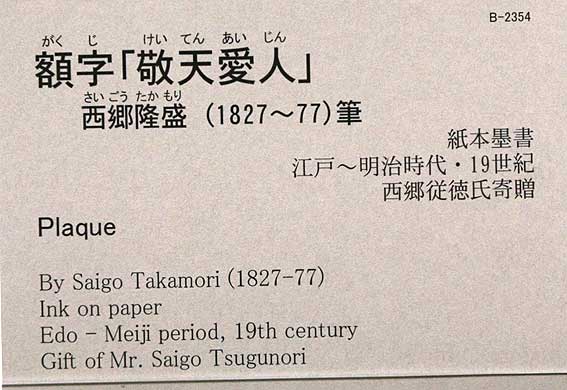 B-2354
がく じ けい てん あい じん
額字「敬天愛人」
さい ごう たか もり
西郷隆盛 (1827〜77)筆
紙本墨書
江戸〜明治時代・19世紀
西郷従徳氏寄贈
Plaque
By Saigo Takamori (1827-77)
Ink on paper
Edo - Meiji period, 19th century
Gift of Mr. Saigo Tsugunori